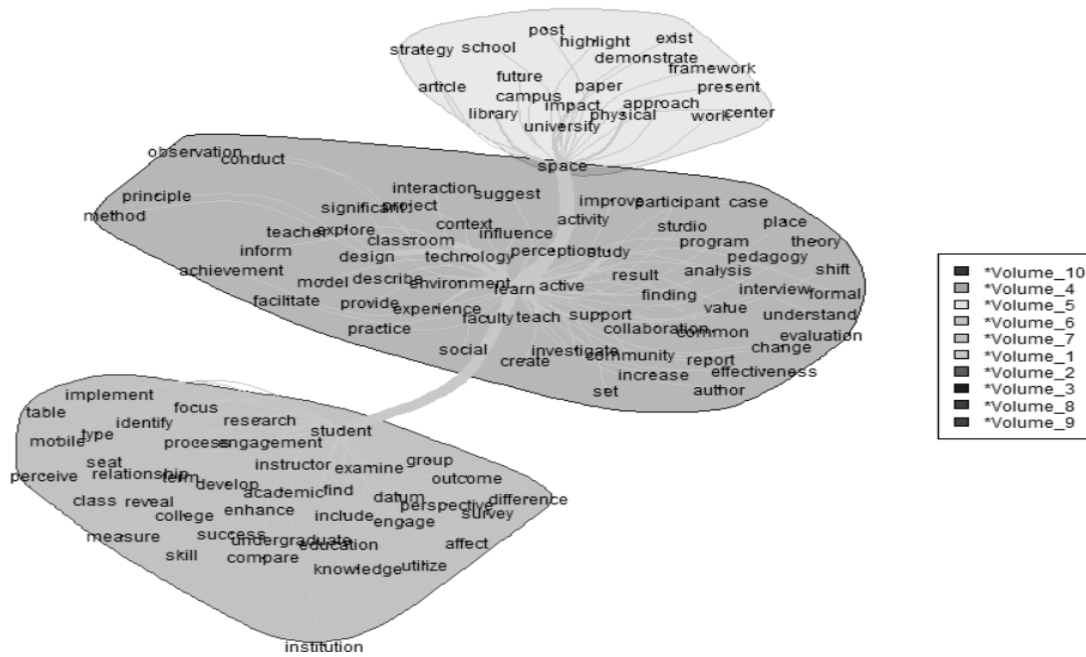 post
highlight
exist
strategy
school
demonstrate
framework
future
article
campus
paper
present
library
impact
approach
physical
work
center
university
space
observation
conduct
interaction
suggest
principle
improve
participant
case
method
significant
project
activity
place
teacher
explore
context
influence
studio
program
theory
inform
classroom
perception
study
pedagogy
achievement
design
technology
analysis
shift
model
describe
environment
learn
active
result
finding
interview
formal
facilitate
provide
experience
faculty
teach
support
value
understand
practice
collaboration
common
evaluation
social
create
investigate
community
report
change
increase
effectiveness
set
author
implement
focus
research
student
table
identify
mobile
type
process
engagement
seat
instructor
examine
group
perceive
relationship
term
develop
outcome
class
reveal
academic
find
datum
perspective
difference
college
enhance
include
engage
survey
measure
success
undergraduate
education
affect
skill
compare
knowledge
utilize
institution
*Volume_10
*Volume_4
*Volume_5
*Volume_6
*Volume_7
*Volume_1
*Volume_2
*Volume_3
*Volume_8
*Volume_9